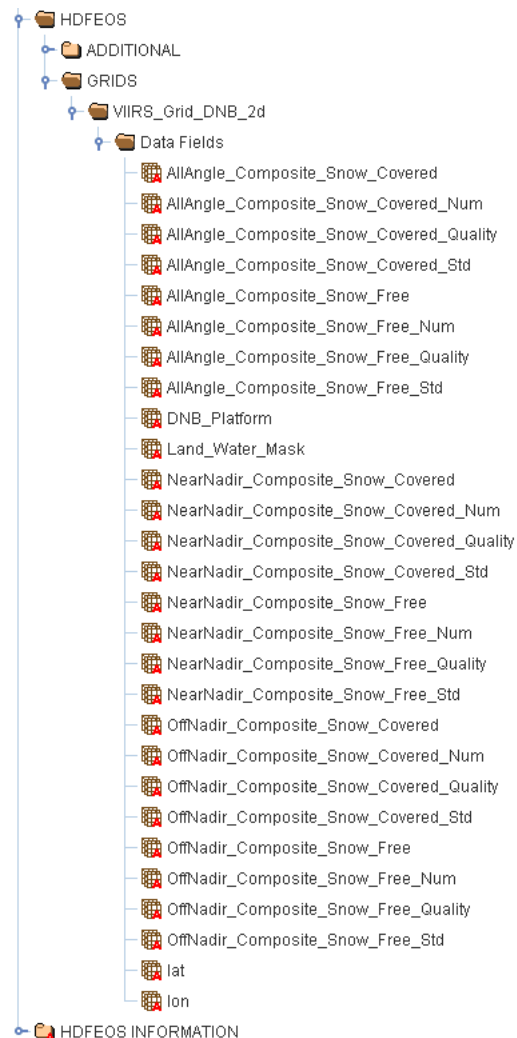 HDFEOS
ADDITIONAL
GRIDS
VIIRS_Grid_DNB_2d
Data Fields
AllAngle_Composite_Snow_Covered
AllAngle_Composite_Snow_Covered_Num
AllAngle_Composite_Snow_Covered_Quality
AllAngle_Composite_Snow_Covered_Std
AllAngle_Composite_Snow_Free
AllAngle_Composite_Snow_Free_Num
AllAngle_Composite_Snow_Free_Quality
AllAngle_Composite_Snow_Free_Std
DNB_Platform
Land_Water_Mask
NearNadir_Composite_Snow_Covered
NearNadir_Composite_Snow_Covered_Num
NearNadir_Composite_Snow_Covered_Quality
NearNadir_Composite_Snow_Covered_Std
NearNadir_Composite_Snow_Free
NearNadir_Composite_Snow_Free_Num
NearNadir_Composite_Snow_Free_Quality
NearNadir_Composite_Snow_Free_Std
OffNadir_Composite_Snow_Covered
OffNadir_Composite_Snow_Covered_Num
OffNadir_Composite_Snow_Covered_Quality
OffNadir_Composite_Snow_Covered_Std
OffNadir_Composite_Snow_Free
OffNadir_Composite_Snow_Free_Num
OffNadir_Composite_Snow_Free_Quality
OffNadir_Composite_Snow_Free_Std
lat
lon
HDFEOS INFORMATION